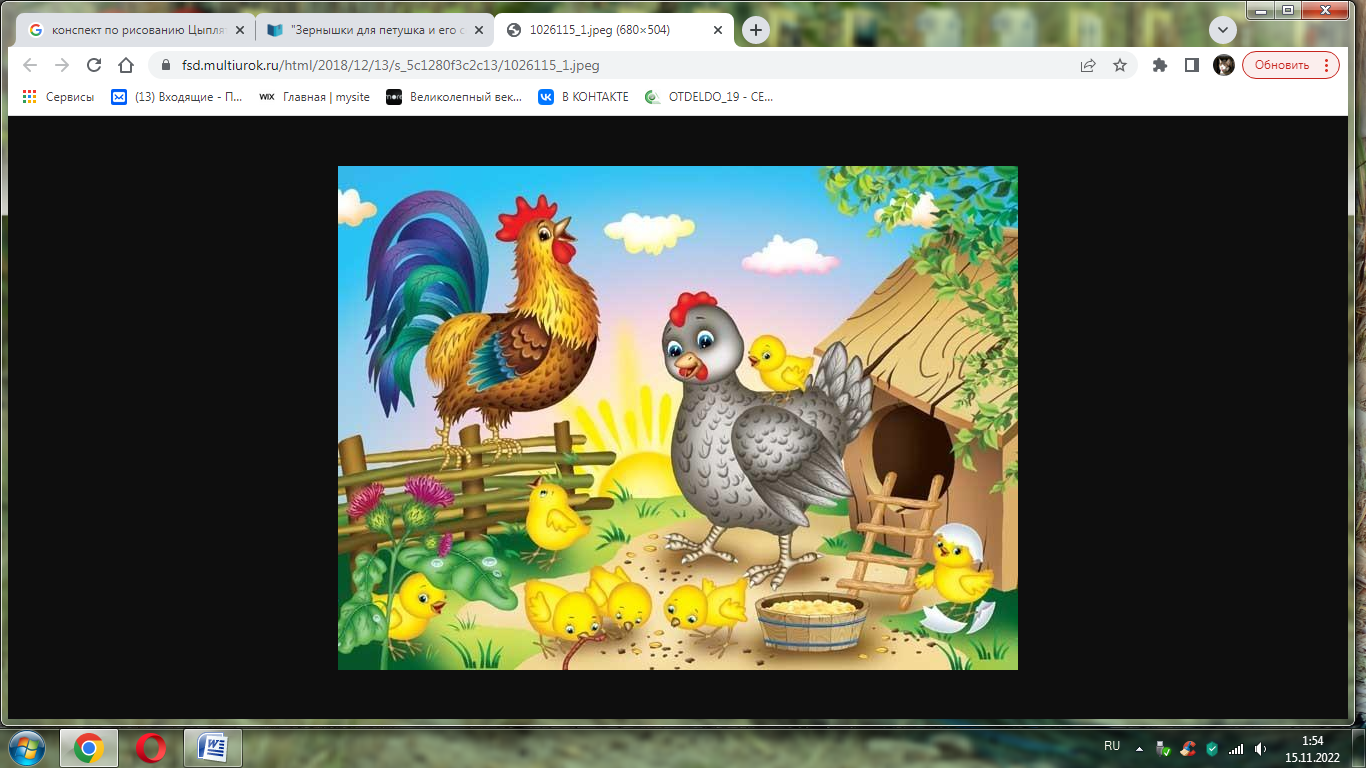 конспект по рисованию Цыпля
"Зернышки для петушка и его с
1026115_1.jpeg (680×504)
fsd.multiurok.ru/html/2018/12/13/s_5c1280f3c2c13/1026115_1.jpeg
Обновить
Сервисы
(13) Входящие - П...
WIX
Главная | mysite
more
Великолепный век...
В КОНТАКТЕ
OTDELDO_19 - CE...
RU
1:54
15.11.2022